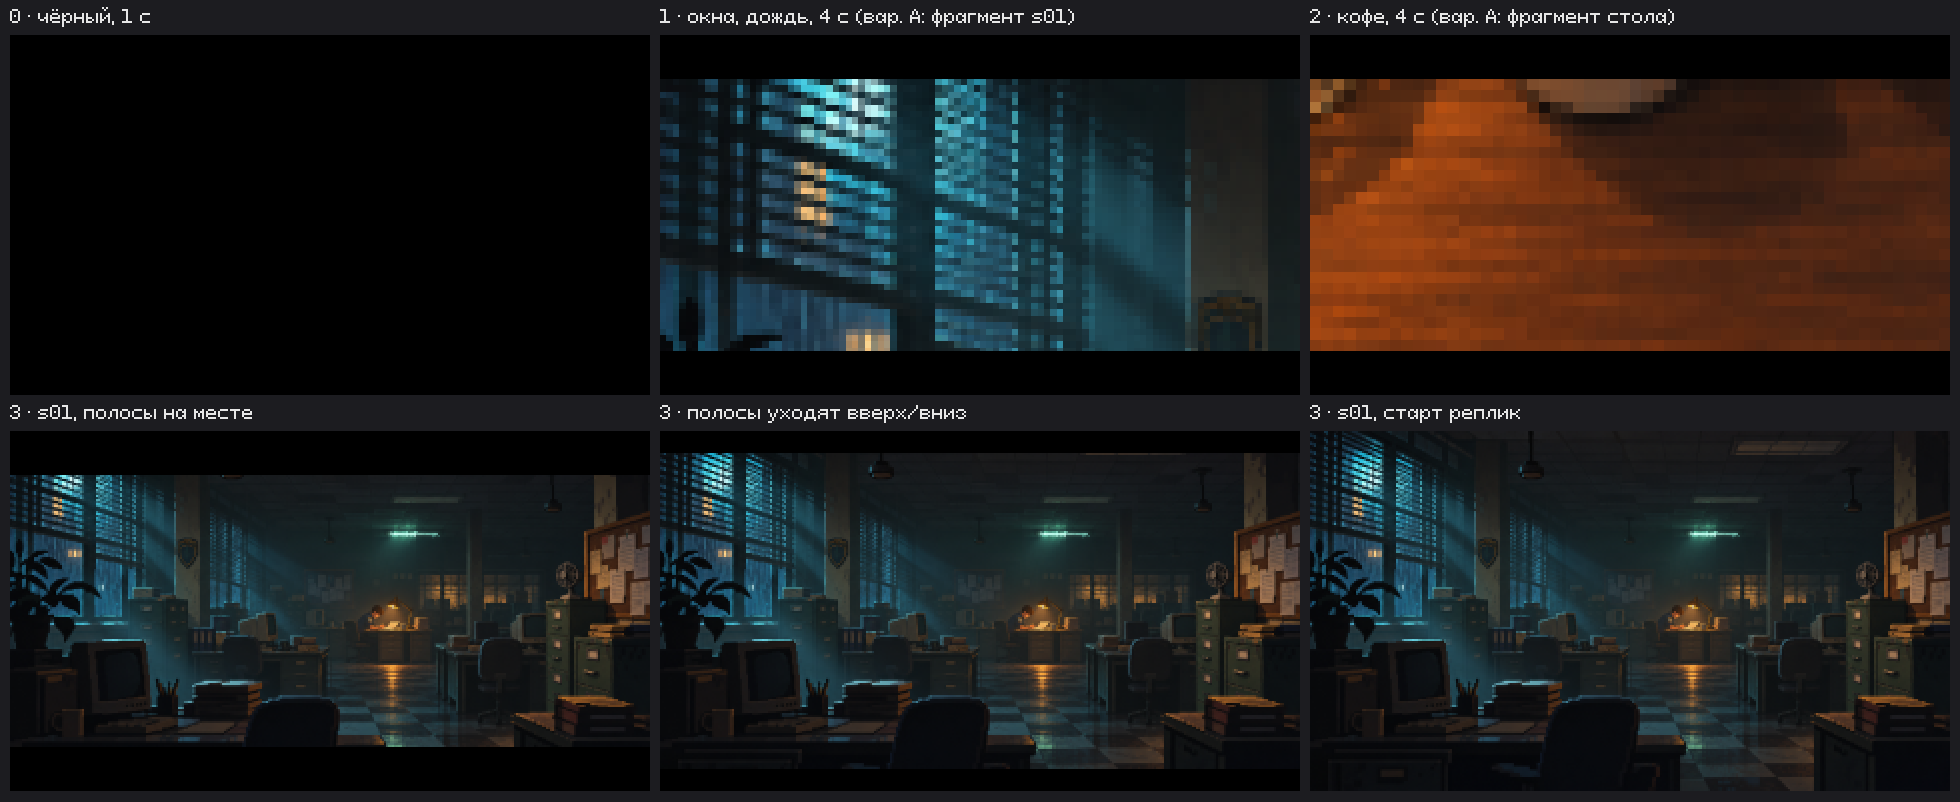 0 · чёрный, 1 с
1 · окна, дождь, 4 с (вар. А: фрагмент s01)
2 · кофе, 4 с (вар. А: фрагмент стола)
3 · s01, полосы на месте
3 · полосы уходят вверх/вниз
3 · s01, старт реплик